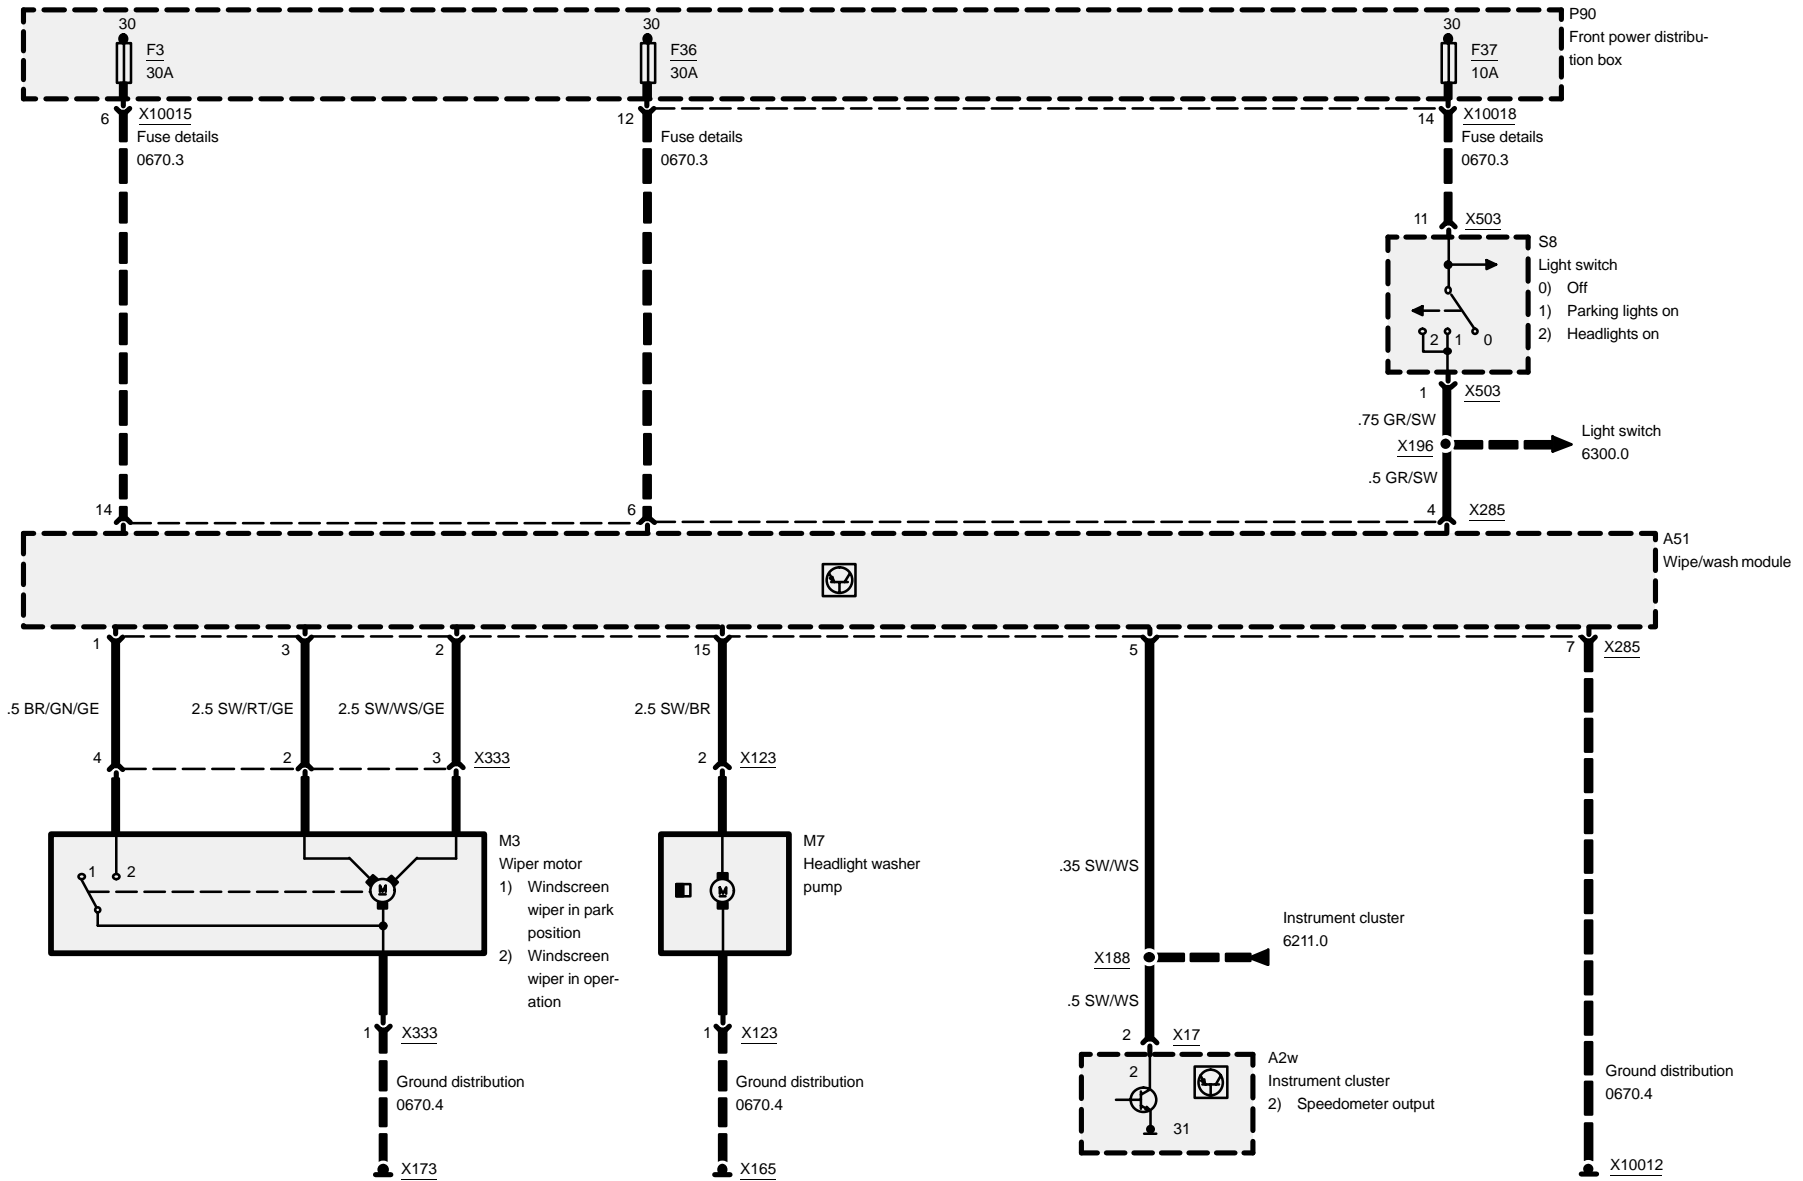 P90
Front power distribu-
tion box
30
F3
30A
30
F36
30A
30
F37
10A
6
X10015
Fuse details
0670.3
12
Fuse details
0670.3
14
X10018
Fuse details
0670.3
11
X503
S8
Light switch
0) Off
1) Parking lights on
2) Headlights on
2
1
0
1
X503
.75 GR/SW
X196
Light switch
6300.0
.5 GR/SW
14
6
4
X285
A51
Wipe/wash module
1
3
2
15
5
7
X285
.5 BR/GN/GE
2.5 SW/RT/GE
2.5 SW/WS/GE
2.5 SW/BR
4
2
3
X333
2
X123
1
2
M
M3
Wiper motor
1) Windscreen
wiper in park
position
2) Windscreen
wiper in oper-
ation
M
M7
Headlight washer
pump
.35 SW/WS
Instrument cluster
6211.0
X188
.5 SW/WS
1
X333
1
X123
2
X17
A2w
Instrument cluster
2) Speedometer output
2
31
Ground distribution
0670.4
Ground distribution
0670.4
Ground distribution
0670.4
X173
X165
X10012